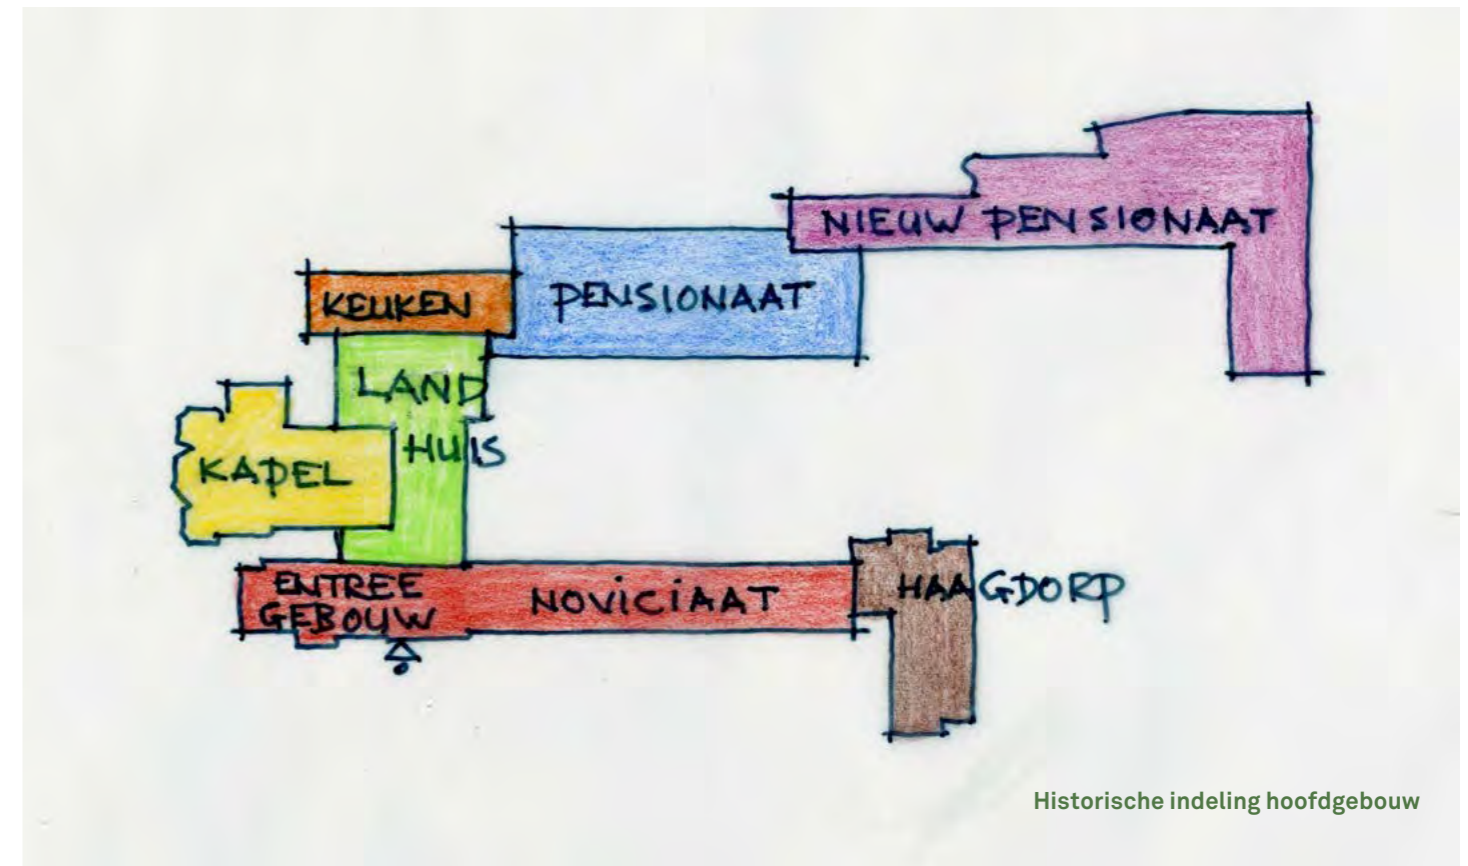 NIEUW PENSIONAAT
KEUKEN
PENSIONAAT
LAND
HUIS
KAPEL
ENTREE
GEBOUW
NOVICIAAT
HAAGDORP
Historische indeling hoofdgebouw